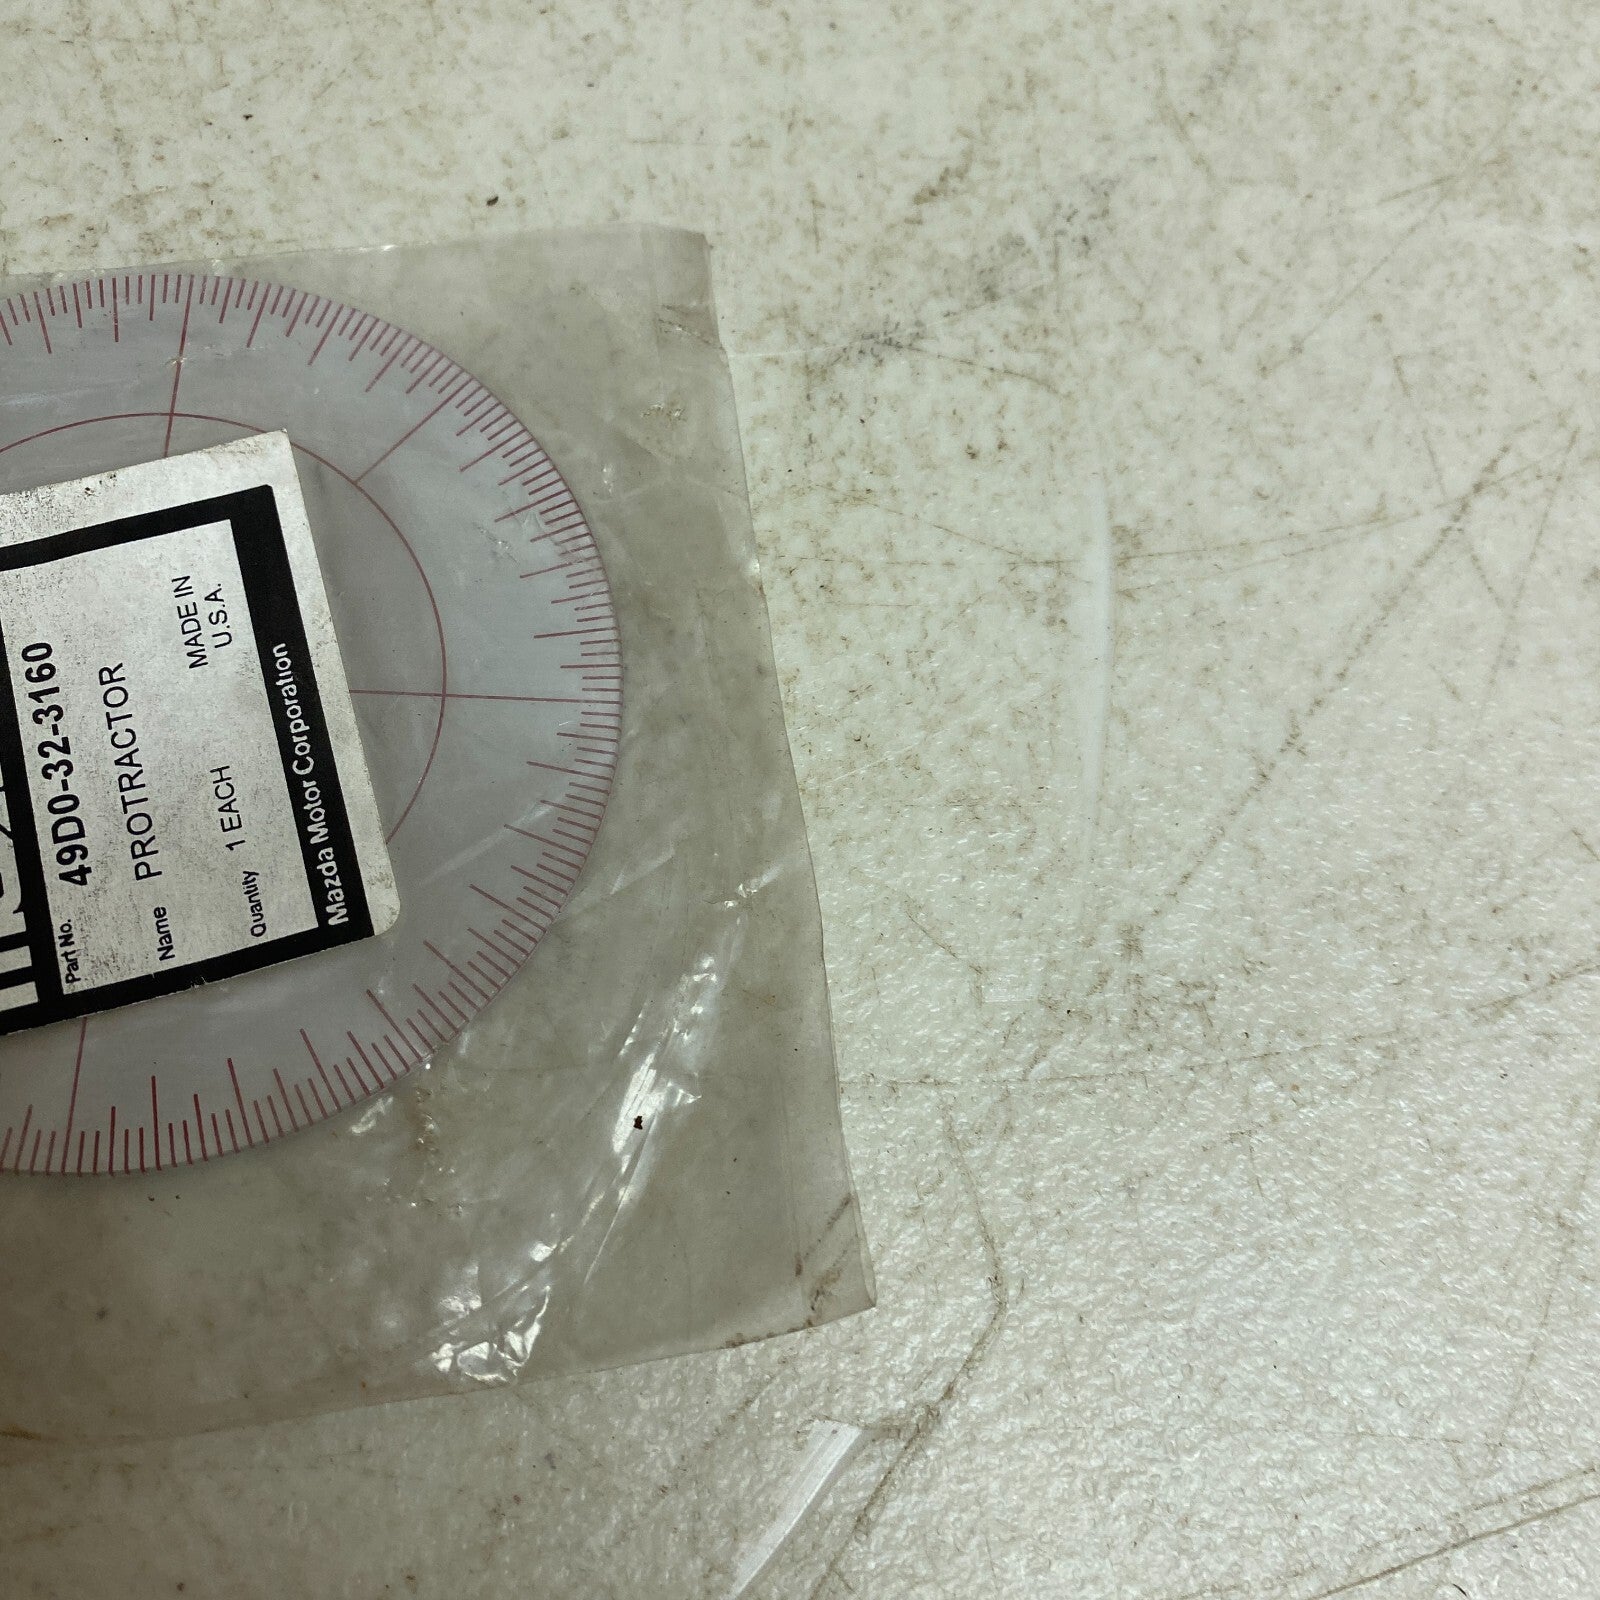 Part No. 49D0-32-3160
Name PROTRACTOR
MADE IN
U.S.A.
Quantity 1 EACH
Mazda Motor Corporation